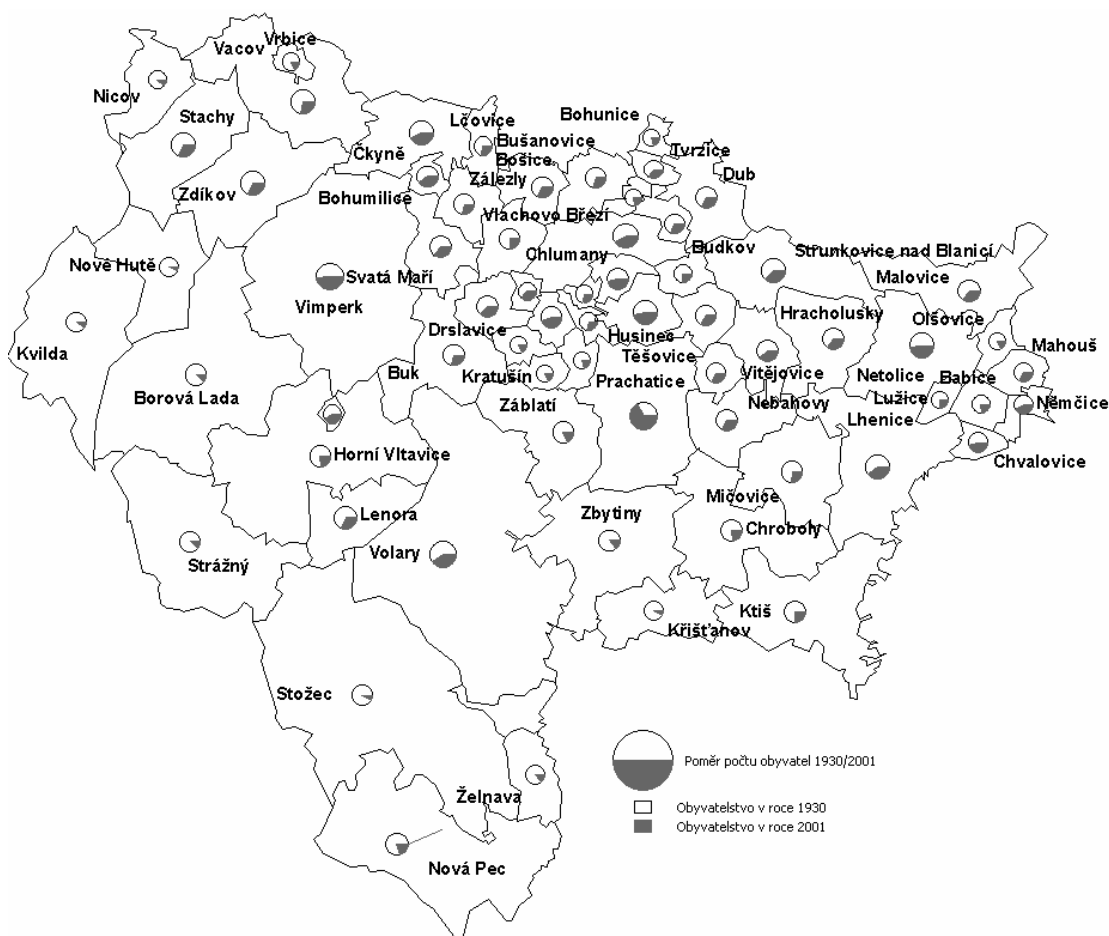 Vrbice
Vacov
Nicov
Stachy
Lčovice
Bohunice
Bušanovice
Tvrzice
Čkyně
Bošice
Zálezly
Dub
Zdíkov
Bohumilice
Vlachovo Březí
Chlumany
Budkov
Strunkovice nad Blanicí
Nové Hutě
Svatá Maří
Malovice
Vimperk
Hracholusky
Olšovice
Drslavice
Husinec
Mahouš
Kvilda
Těšovice
Vitějovice
Buk
Kratušín
Prachatice
Netolice
Babice
Borová Lada
Záblatí
Nebahovy
Lužice
Němčice
Lhenice
Horní Vltavice
Chvalovice
Mičovice
Lenora
Zbytiny
Chroboly
Volary
Strážný
Ktiš
Křišťanov
Stožec
Poměr počtu obyvatel 1930/2001
Želnava
Obyvatelstvo v roce 1930
Obyvatelstvo v roce 2001
Nová Pec